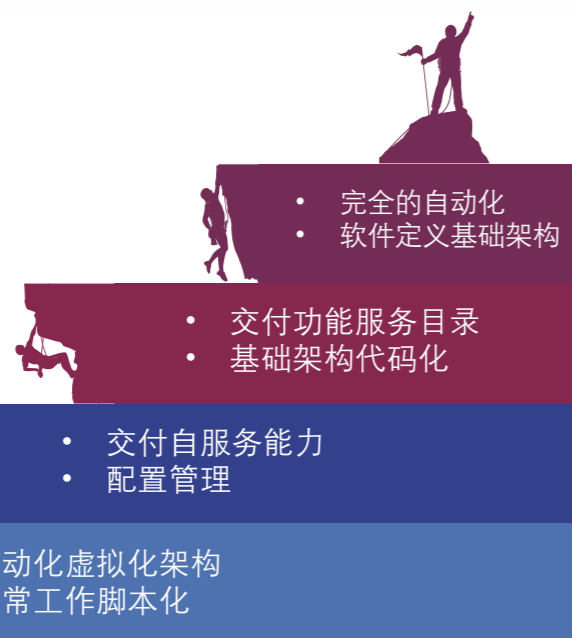 • 完全的自动化
• 软件定义基础架构
• 交付功能服务目录
• 基础架构代码化
• 交付自服务能力
• 配置管理
动化虚拟化架构
常工作脚本化